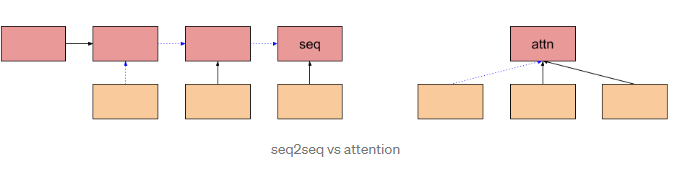 seq
attn
seq2seq vs attention